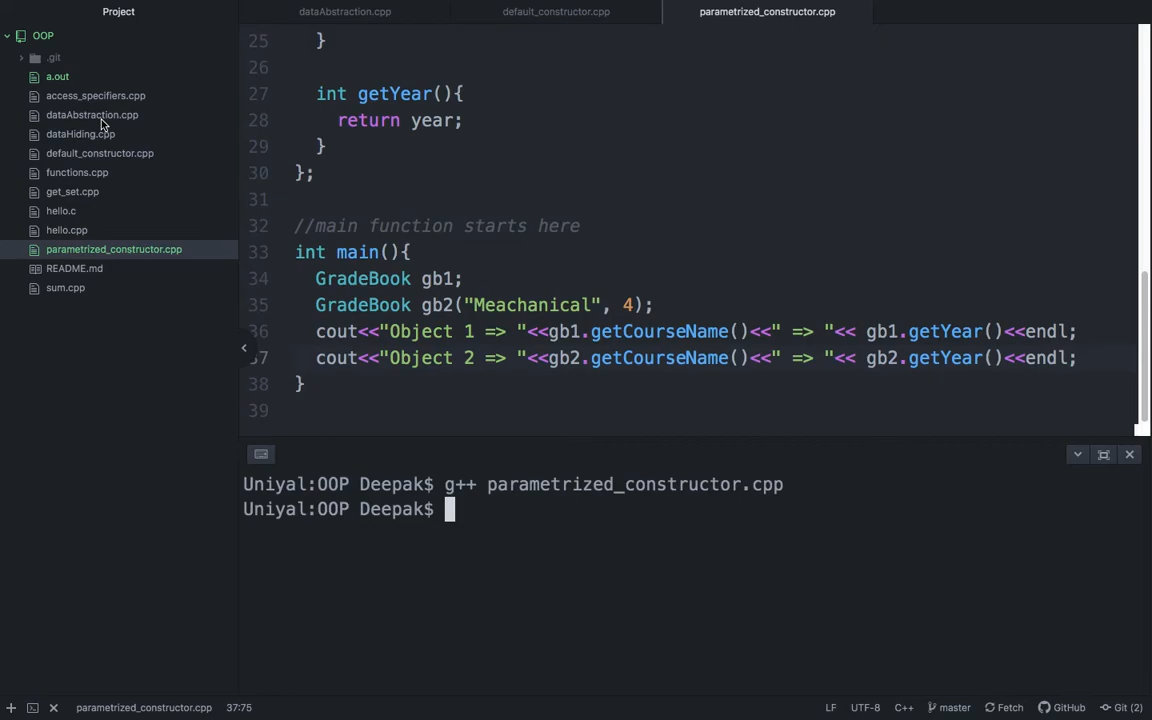 Project
dataAbstraction.cpp
default_constructor.cpp
parametrized_constructor.cpp
OOP
.git
a.out
access_specifiers.cpp
dataAbstraction.cpp
dataHiding.cpp
default_constructor.cpp
functions.cpp
get_set.cpp
hello.c
hello.cpp
parametrized_constructor.cpp
README.md
sum.cpp
25 }
26
27 int getYear(){
28 return year;
29 }
30 };
31
32 //main function starts here
33 int main(){
34 GradeBook gb1;
35 GradeBook gb2("Meachanical", 4);
36 cout<<"Object 1 => "<<gb1.getCourseName()<<" => "<< gb1.getYear()<<endl;
37 cout<<"Object 2 => "<<gb2.getCourseName()<<" => "<< gb2.getYear()<<endl;
38 }
39
Uniyal:OOP Deepak$ g++ parametrized_constructor.cpp
Uniyal:OOP Deepak$
parametrized_constructor.cpp 37:75 LF UTF-8 C++ master Fetch GitHub Git (2)